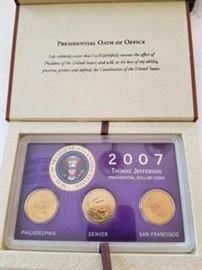 PRESIDENTIAL OATH OF OFFICE
I do solemnly swear that I will faithfully execute the office of
President of the United States and will to the best of my ability,
preserve, protect and defend, the Constitution of the United States.
2007
THOMAS JEFFERSON
PRESIDENTIAL DOLLAR COINS
PHILADELPHIA
DENVER
SAN FRANCISCO